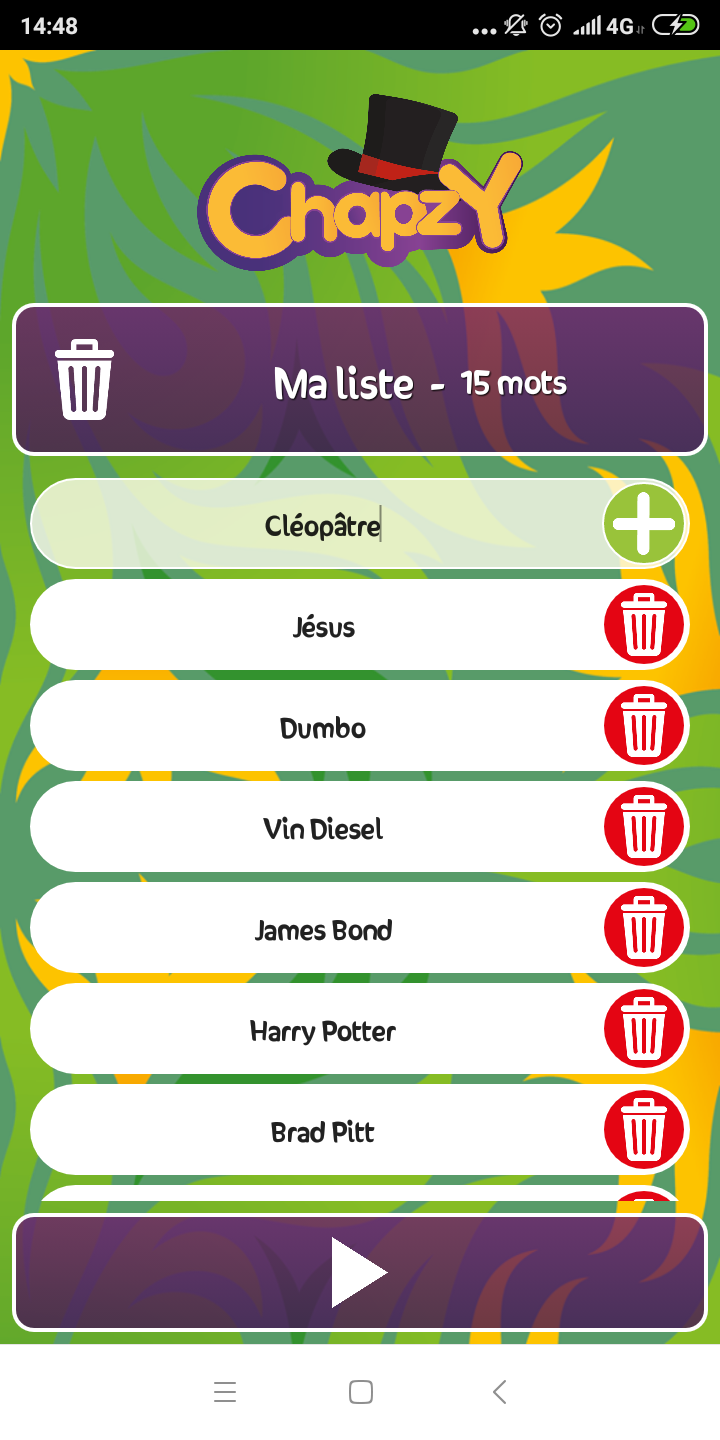 14:48
4G
ChapzY
Ma liste - 15 mots
Cléopâtre
Jésus
Dumbo
Vin Diesel
James Bond
Harry Potter
Brad Pitt